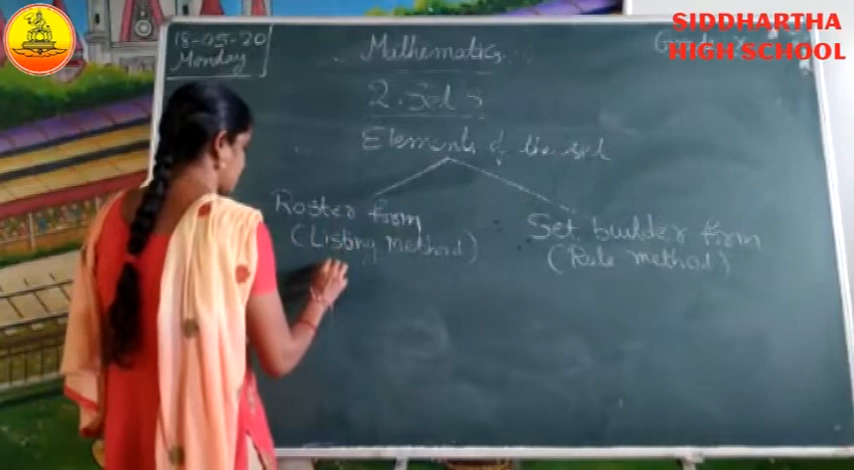 SIDDHARTHA
HIGH SCHOOL
18-05-20
Monday
Mathematics
2. Sets
Elements of the set
Roster from
(Listing method)
Set builder form
(Rule method)